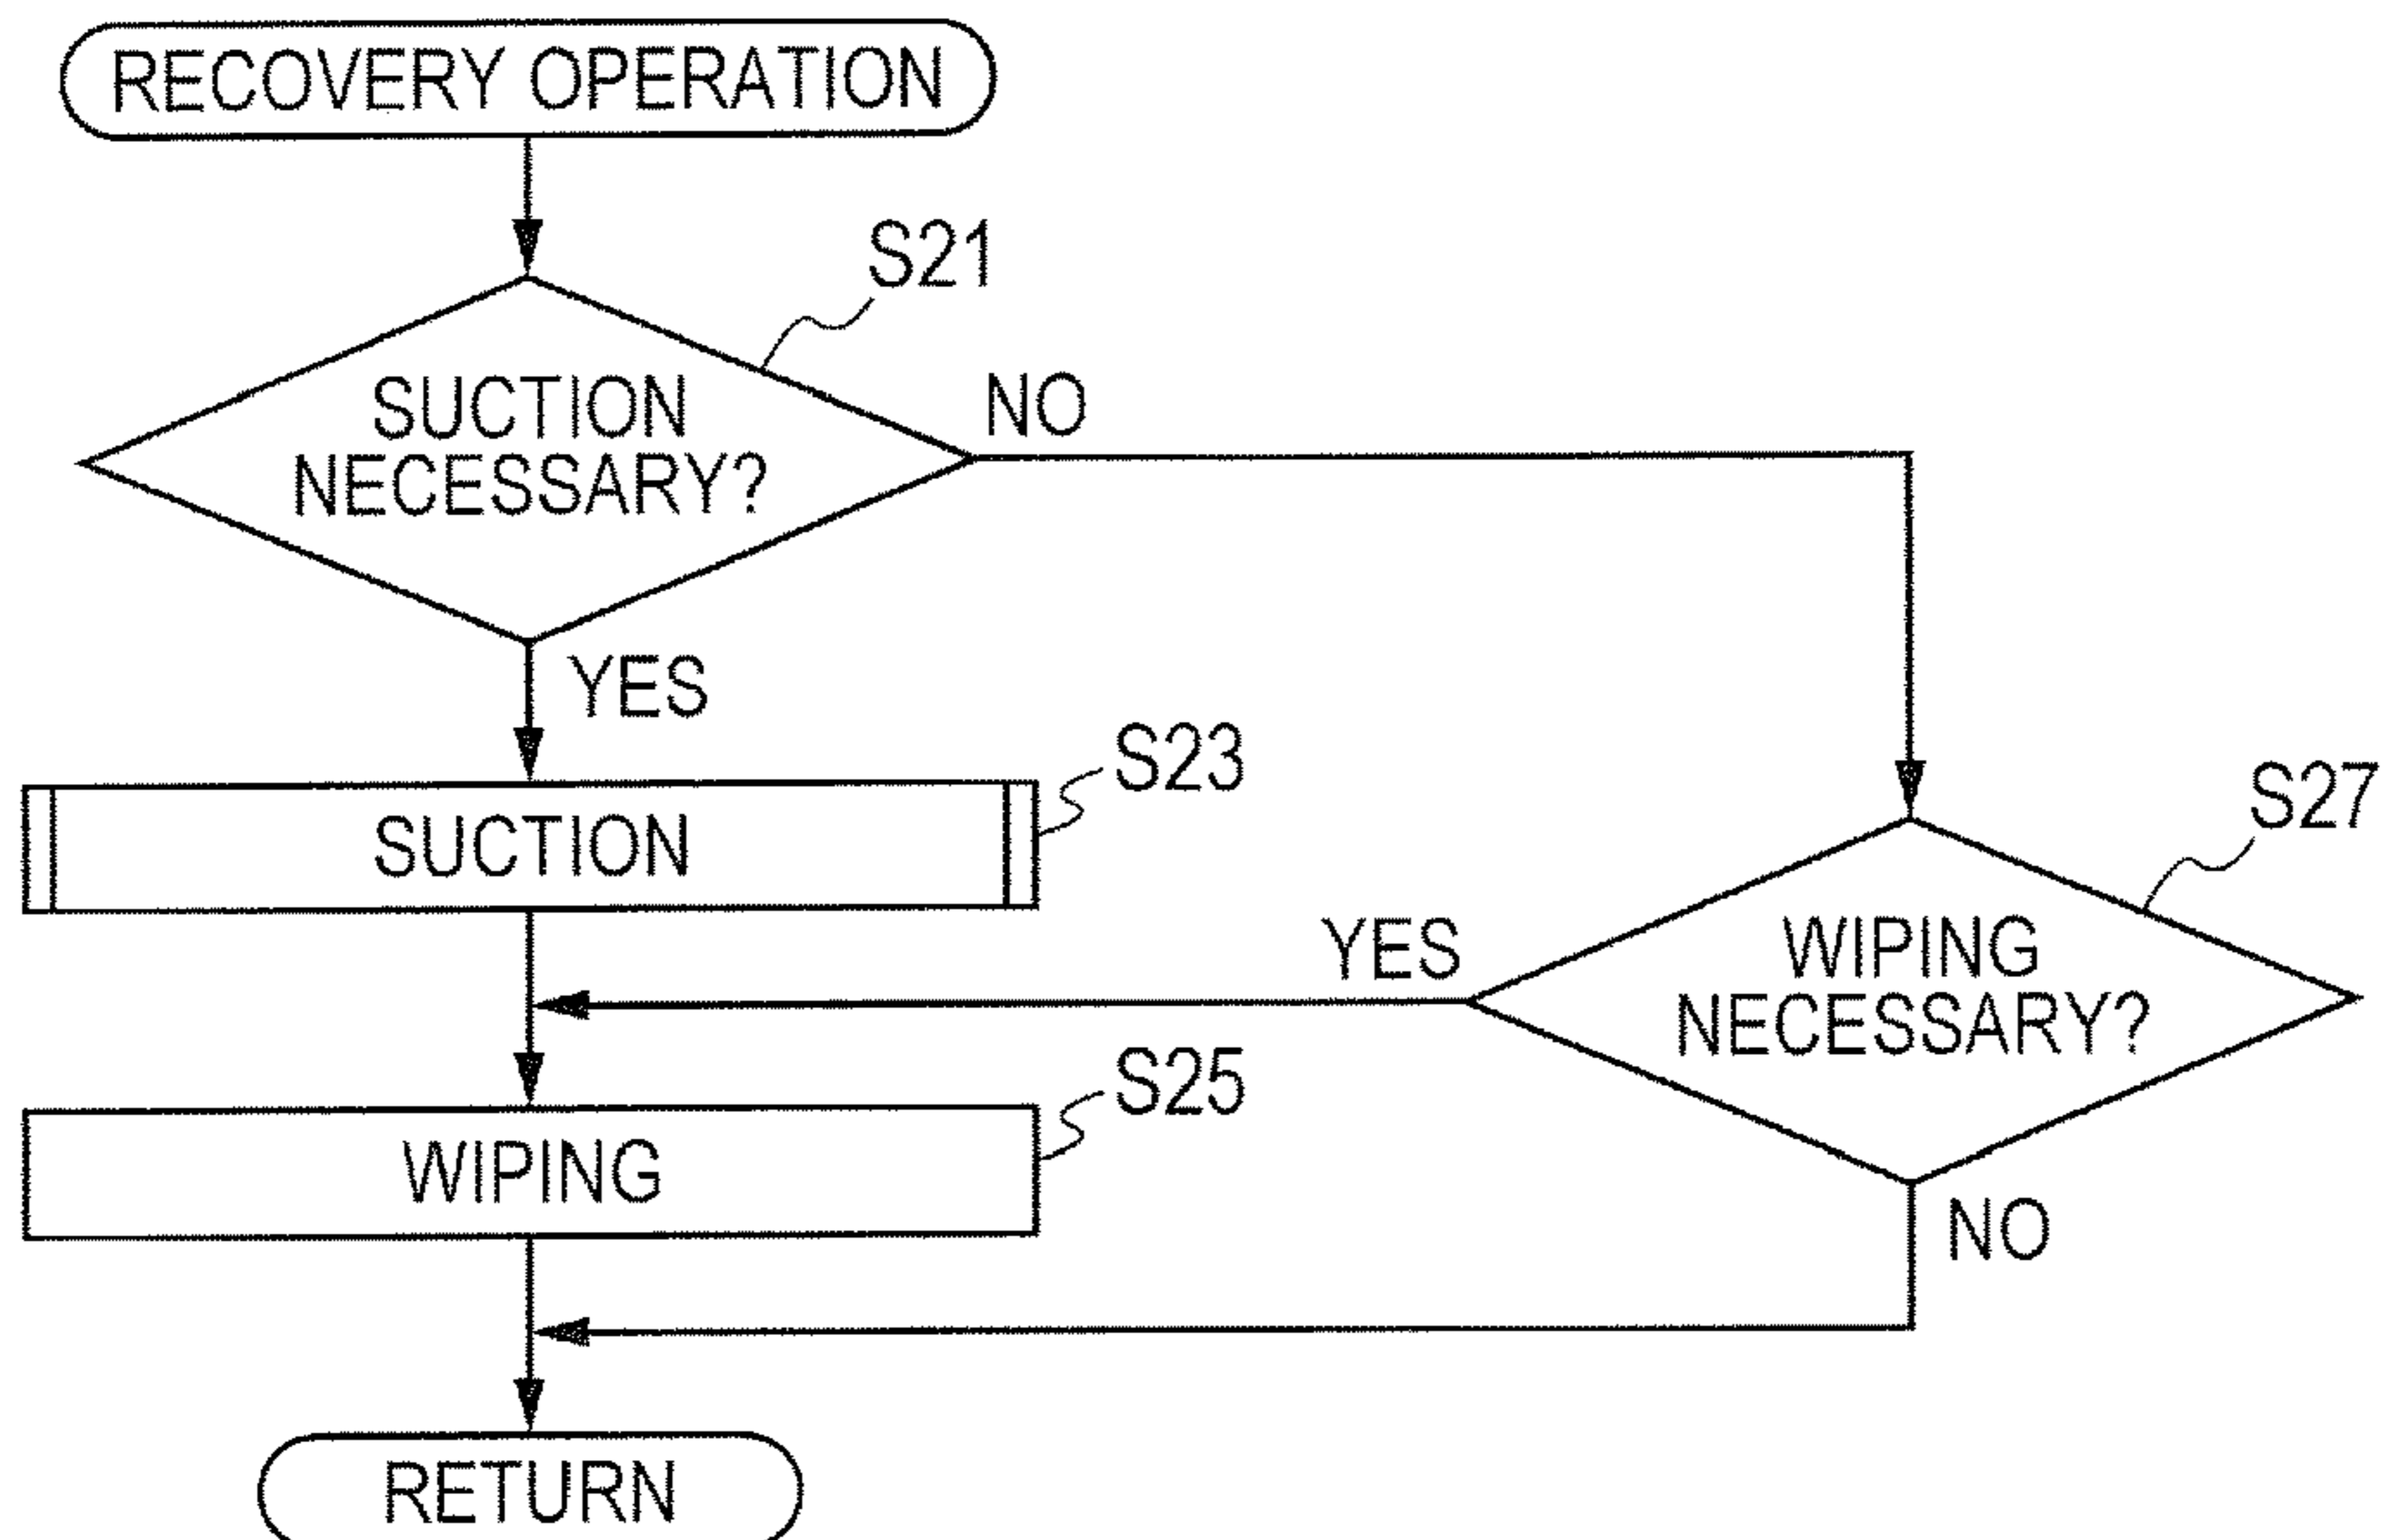 RECOVERY OPERATION
S21
SUCTION
NECESSARY?
NO
YES
S23
SUCTION
S27
WIPING
NECESSARY?
YES
S25
WIPING
NO
RETURN